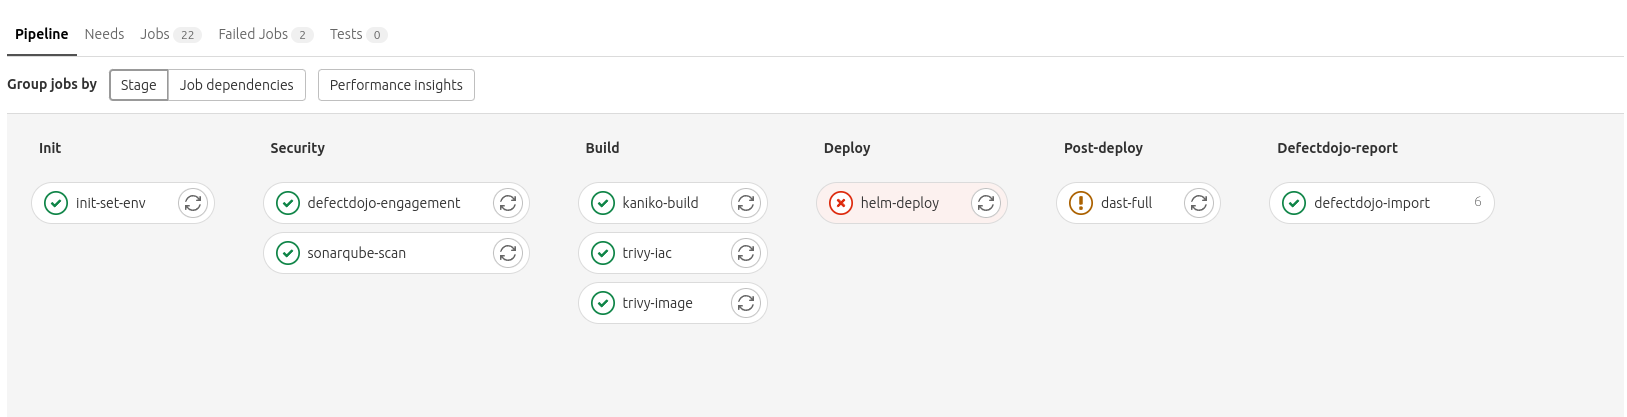 Pipeline Needs Jobs 22 Failed Jobs 2 Tests 0
Group jobs by Stage Job dependencies Performance insights
Init Security Build Deploy Post-deploy Defectdojo-report
init-set-env defectdojo-engagement kaniko-build helm-deploy dast-full defectdojo-import 6
sonarqube-scan trivy-iac
trivy-image